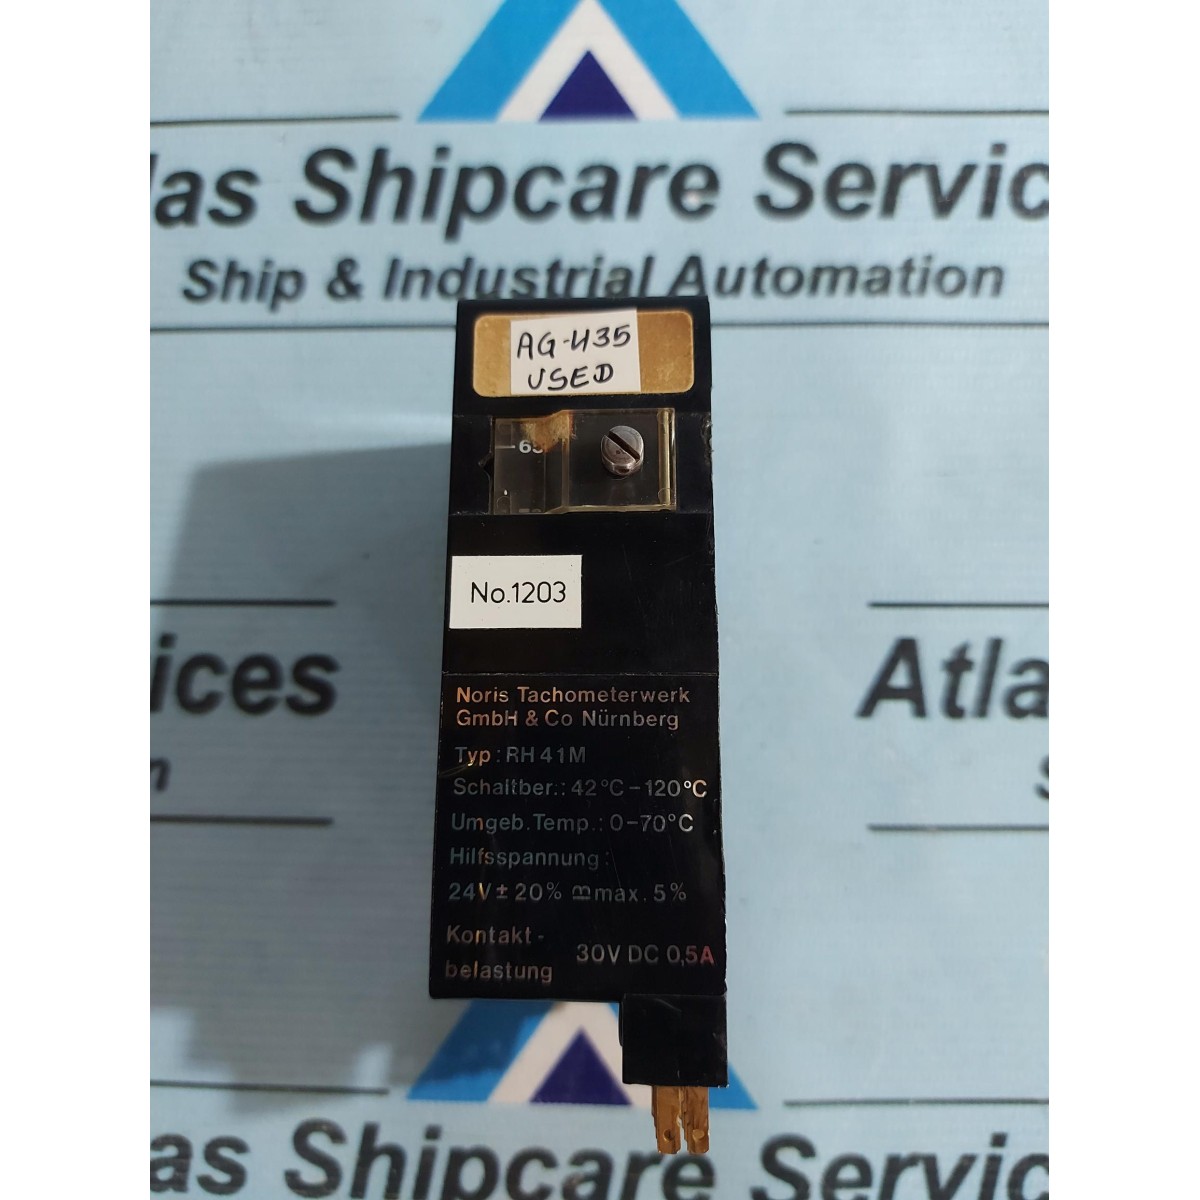 las Shipcare Servic
Ship & Industrial Automation
AG-435
USED
No.1203
ices
Atla
Noris Tachometerwerk
GmbH & Co Nürnberg
Typ: RH 41M
Schaltber.: 42°C-120°C
Umgeb. Temp.: 0-70°C
Hilfsspannung:
24V ± 20% max. 5%
Kontakt-
belastung
30V DC 0,5A
las Shipcare Servic